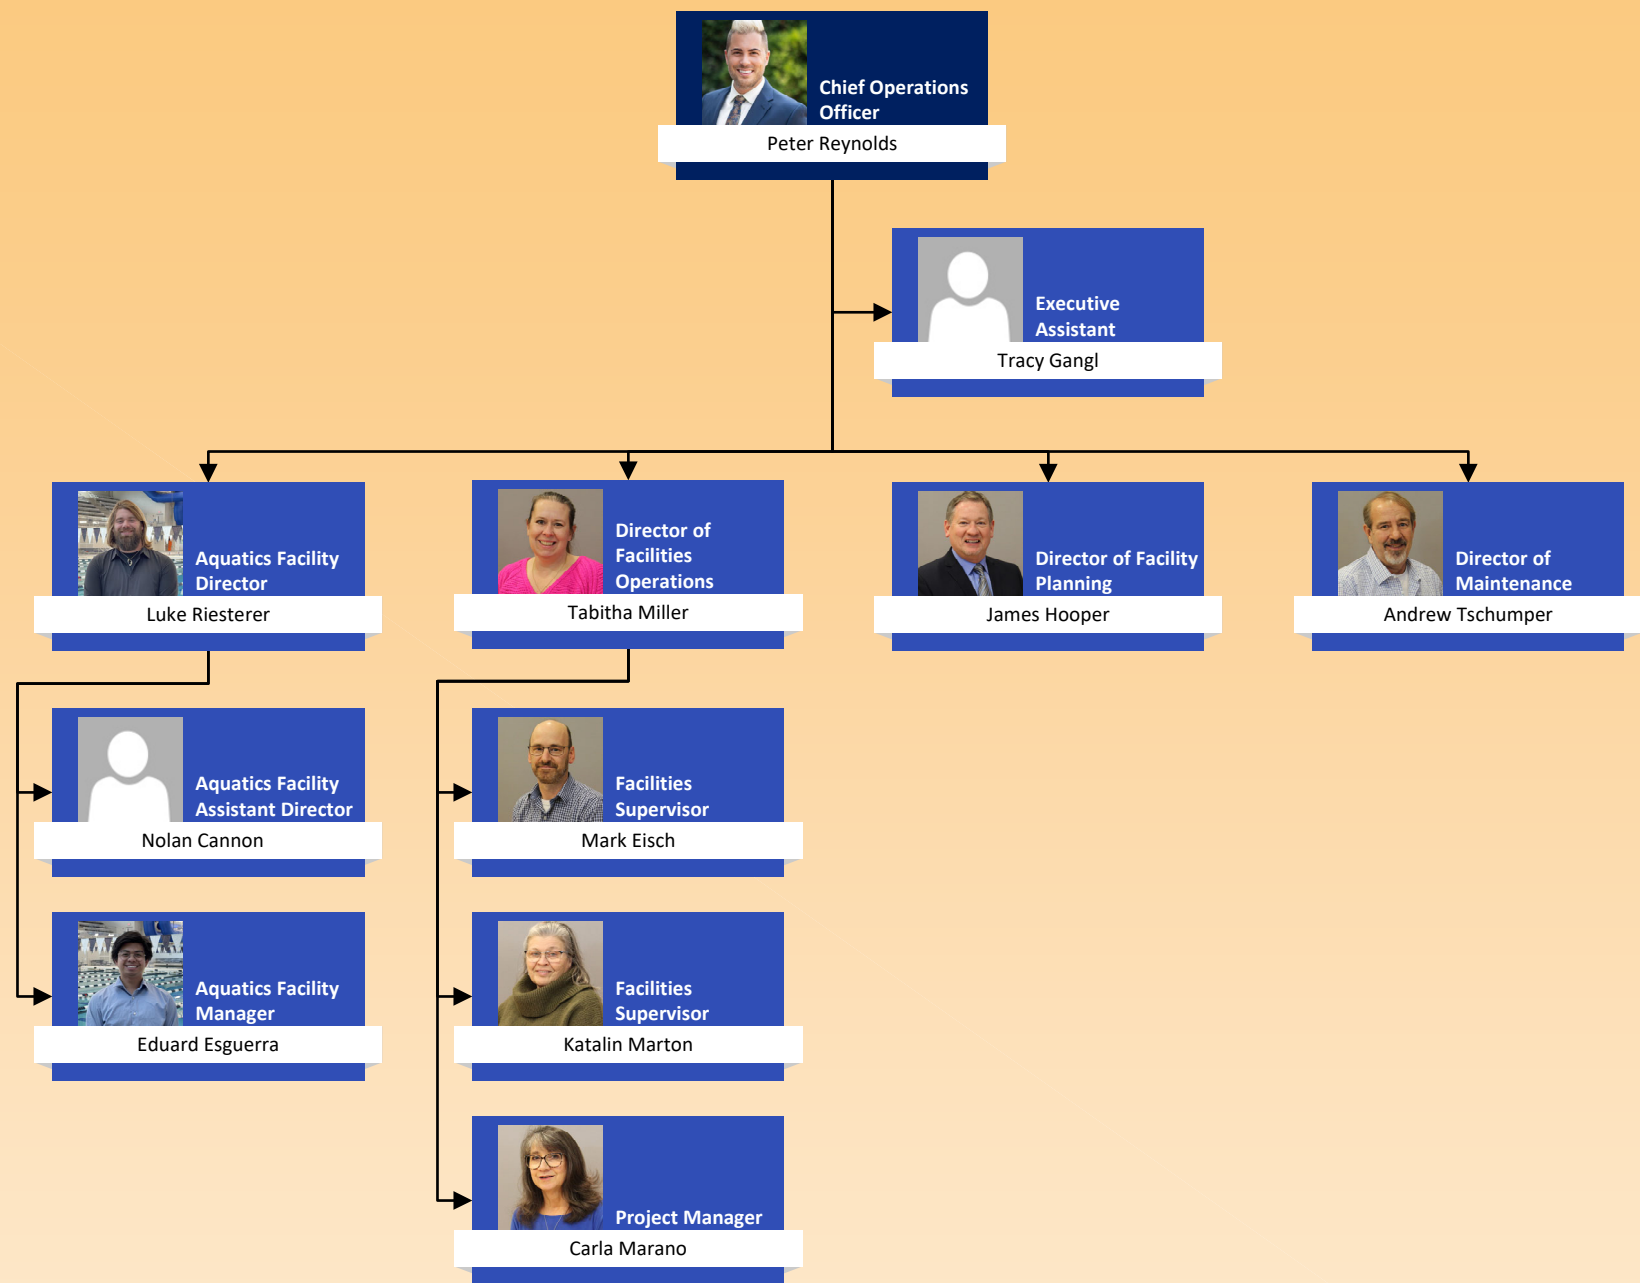 Chief Operations
Officer
Peter Reynolds
Executive
Assistant
Tracy Gangl
Aquatics Facility
Director
Luke Riesterer
Director of
Facilities
Operations
Tabitha Miller
Director of Facility
Planning
James Hooper
Director of
Maintenance
Andrew Tschumper
Aquatics Facility
Assistant Director
Nolan Cannon
Facilities
Supervisor
Mark Eisch
Aquatics Facility
Manager
Eduard Esguerra
Facilities
Supervisor
Katalin Marton
Project Manager
Carla Marano